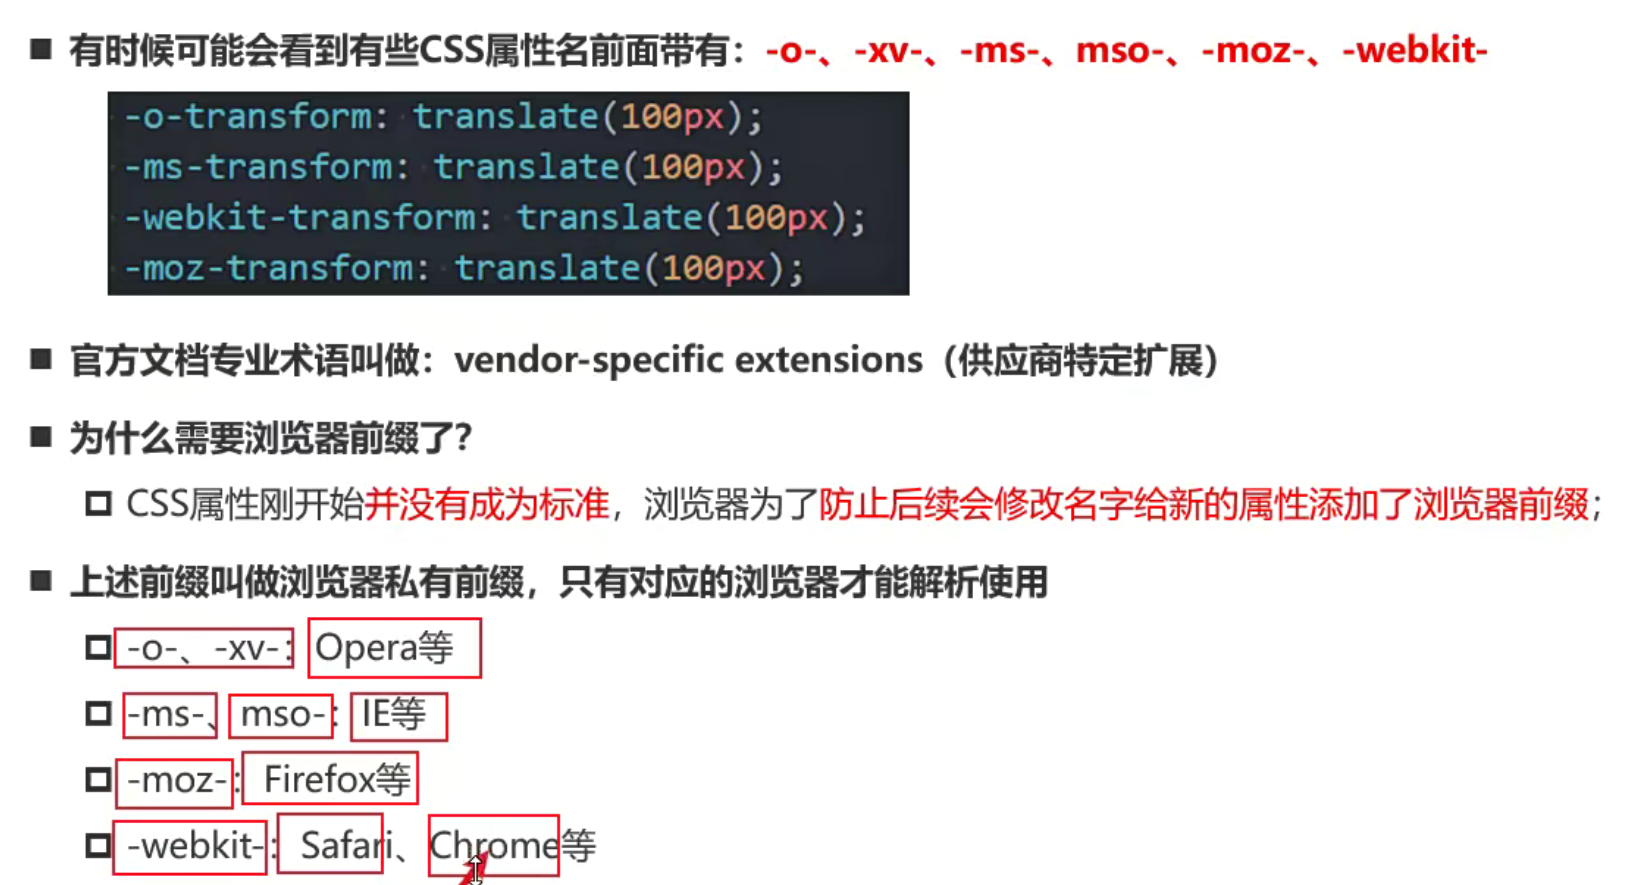 有时候可能会看到有些CSS属性名前面带有：-o-、-xv-、-ms-、mso-、-moz-、-webkit-
-o-transform: translate(100px);
-ms-transform: translate(100px);
-webkit-transform: translate(100px);
-moz-transform: translate(100px);
官方文档专业术语叫做：vendor-specific extensions（供应商特定扩展）
为什么需要浏览器前缀了？
CSS属性刚开始并没有成为标准，浏览器为了防止后续会修改名字给新的属性添加了浏览器前缀；
上述前缀叫做浏览器私有前缀，只有对应的浏览器才能解析使用
-o-、-xv-：Opera等
-ms-、mso-：IE等
-moz-：Firefox等
-webkit-：Safari、Chrome等